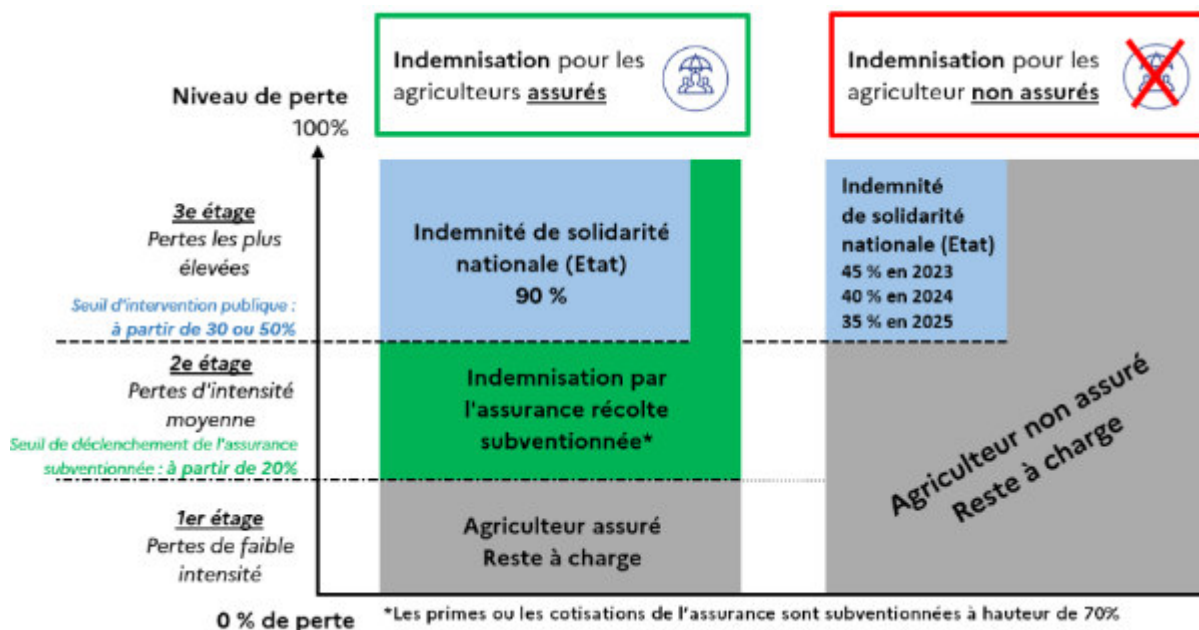 Indemnisation pour les
agriculteurs assurés
Indemnisation pour les
agriculteur non assurés
Niveau de perte
100%
3e étage
Pertes les plus
élevées
Seuil d'intervention publique :
à partir de 30 ou 50%
2e étage
Pertes d'intensité
moyenne
Seuil de déclenchement de l'assurance
subventionnée : à partir de 20%
1er étage
Pertes de faible
intensité
0 % de perte
Indemnité de solidarité
nationale (Etat)
90 %
Indemnisation par
l'assurance récolte
subventionnée*
Agriculteur assuré
Reste à charge
Indemnité
de solidarité
nationale (Etat)
45 % en 2023
40 % en 2024
35 % en 2025
Agriculteur non assuré
Reste à charge
*Les primes ou les cotisations de l'assurance sont subventionnées à hauteur de 70%